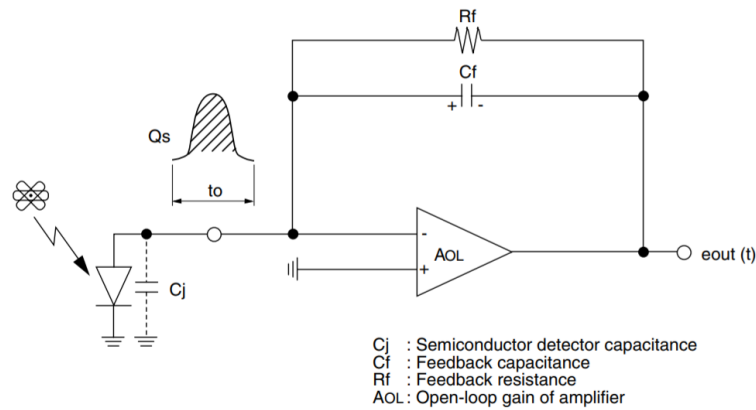 Rf
Cf
+ -
Qs
to
-
AOL
+
eout (t)
Cj
Cj : Semiconductor detector capacitance
Cf : Feedback capacitance
Rf : Feedback resistance
AOL : Open-loop gain of amplifier